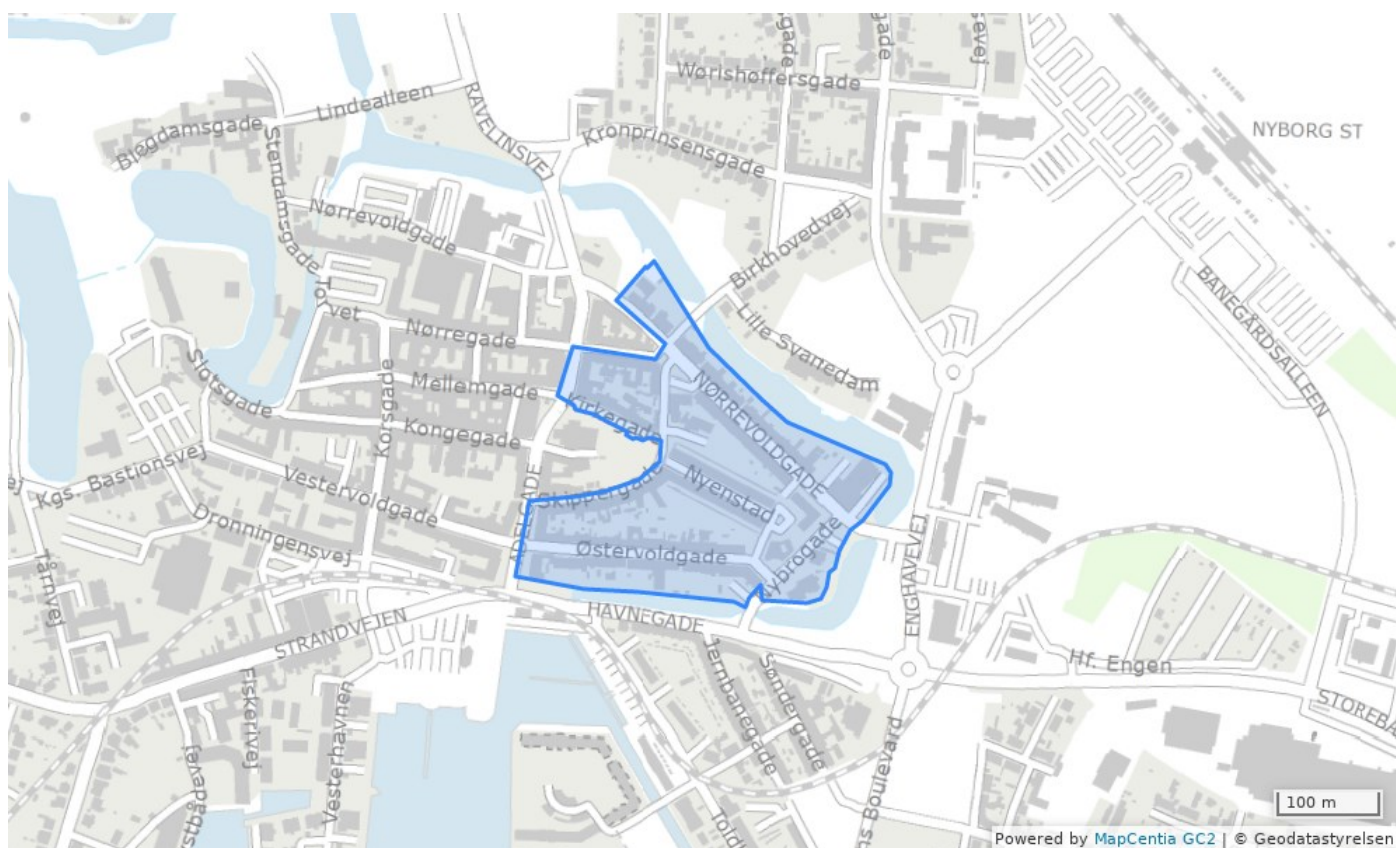 Wørishoffersgade
NYBORG ST
Lindealleen
RAVELINSVEJ
Kronprinsensgade
Blegdamsgade
Stendamsgade
Nørrevoldgade
Birkhovedvej
BANEGÅRDSALLEEN
Torvet
Nørregade
Lille Svanedam
Slotsgade
Mellemgade
Kirkegade
NØRREVOLDGADE
Korsgade
Kongegade
Kgs. Bastionsvej
Vestervoldgade
ADELGADE
Skippergade
Nyenstad
Dronningensvej
Østervoldgade
Nybrogade
Tårnvej
ENGHAVEVEJ
HAVNEGADE
STRANDVEJEN
Hf. Engen
Fiskerivej
Vesterhavnen
Jernbanegade
Søndergade
100 m
Powered by MapCentia GC2 | © Geodatastyrelsen